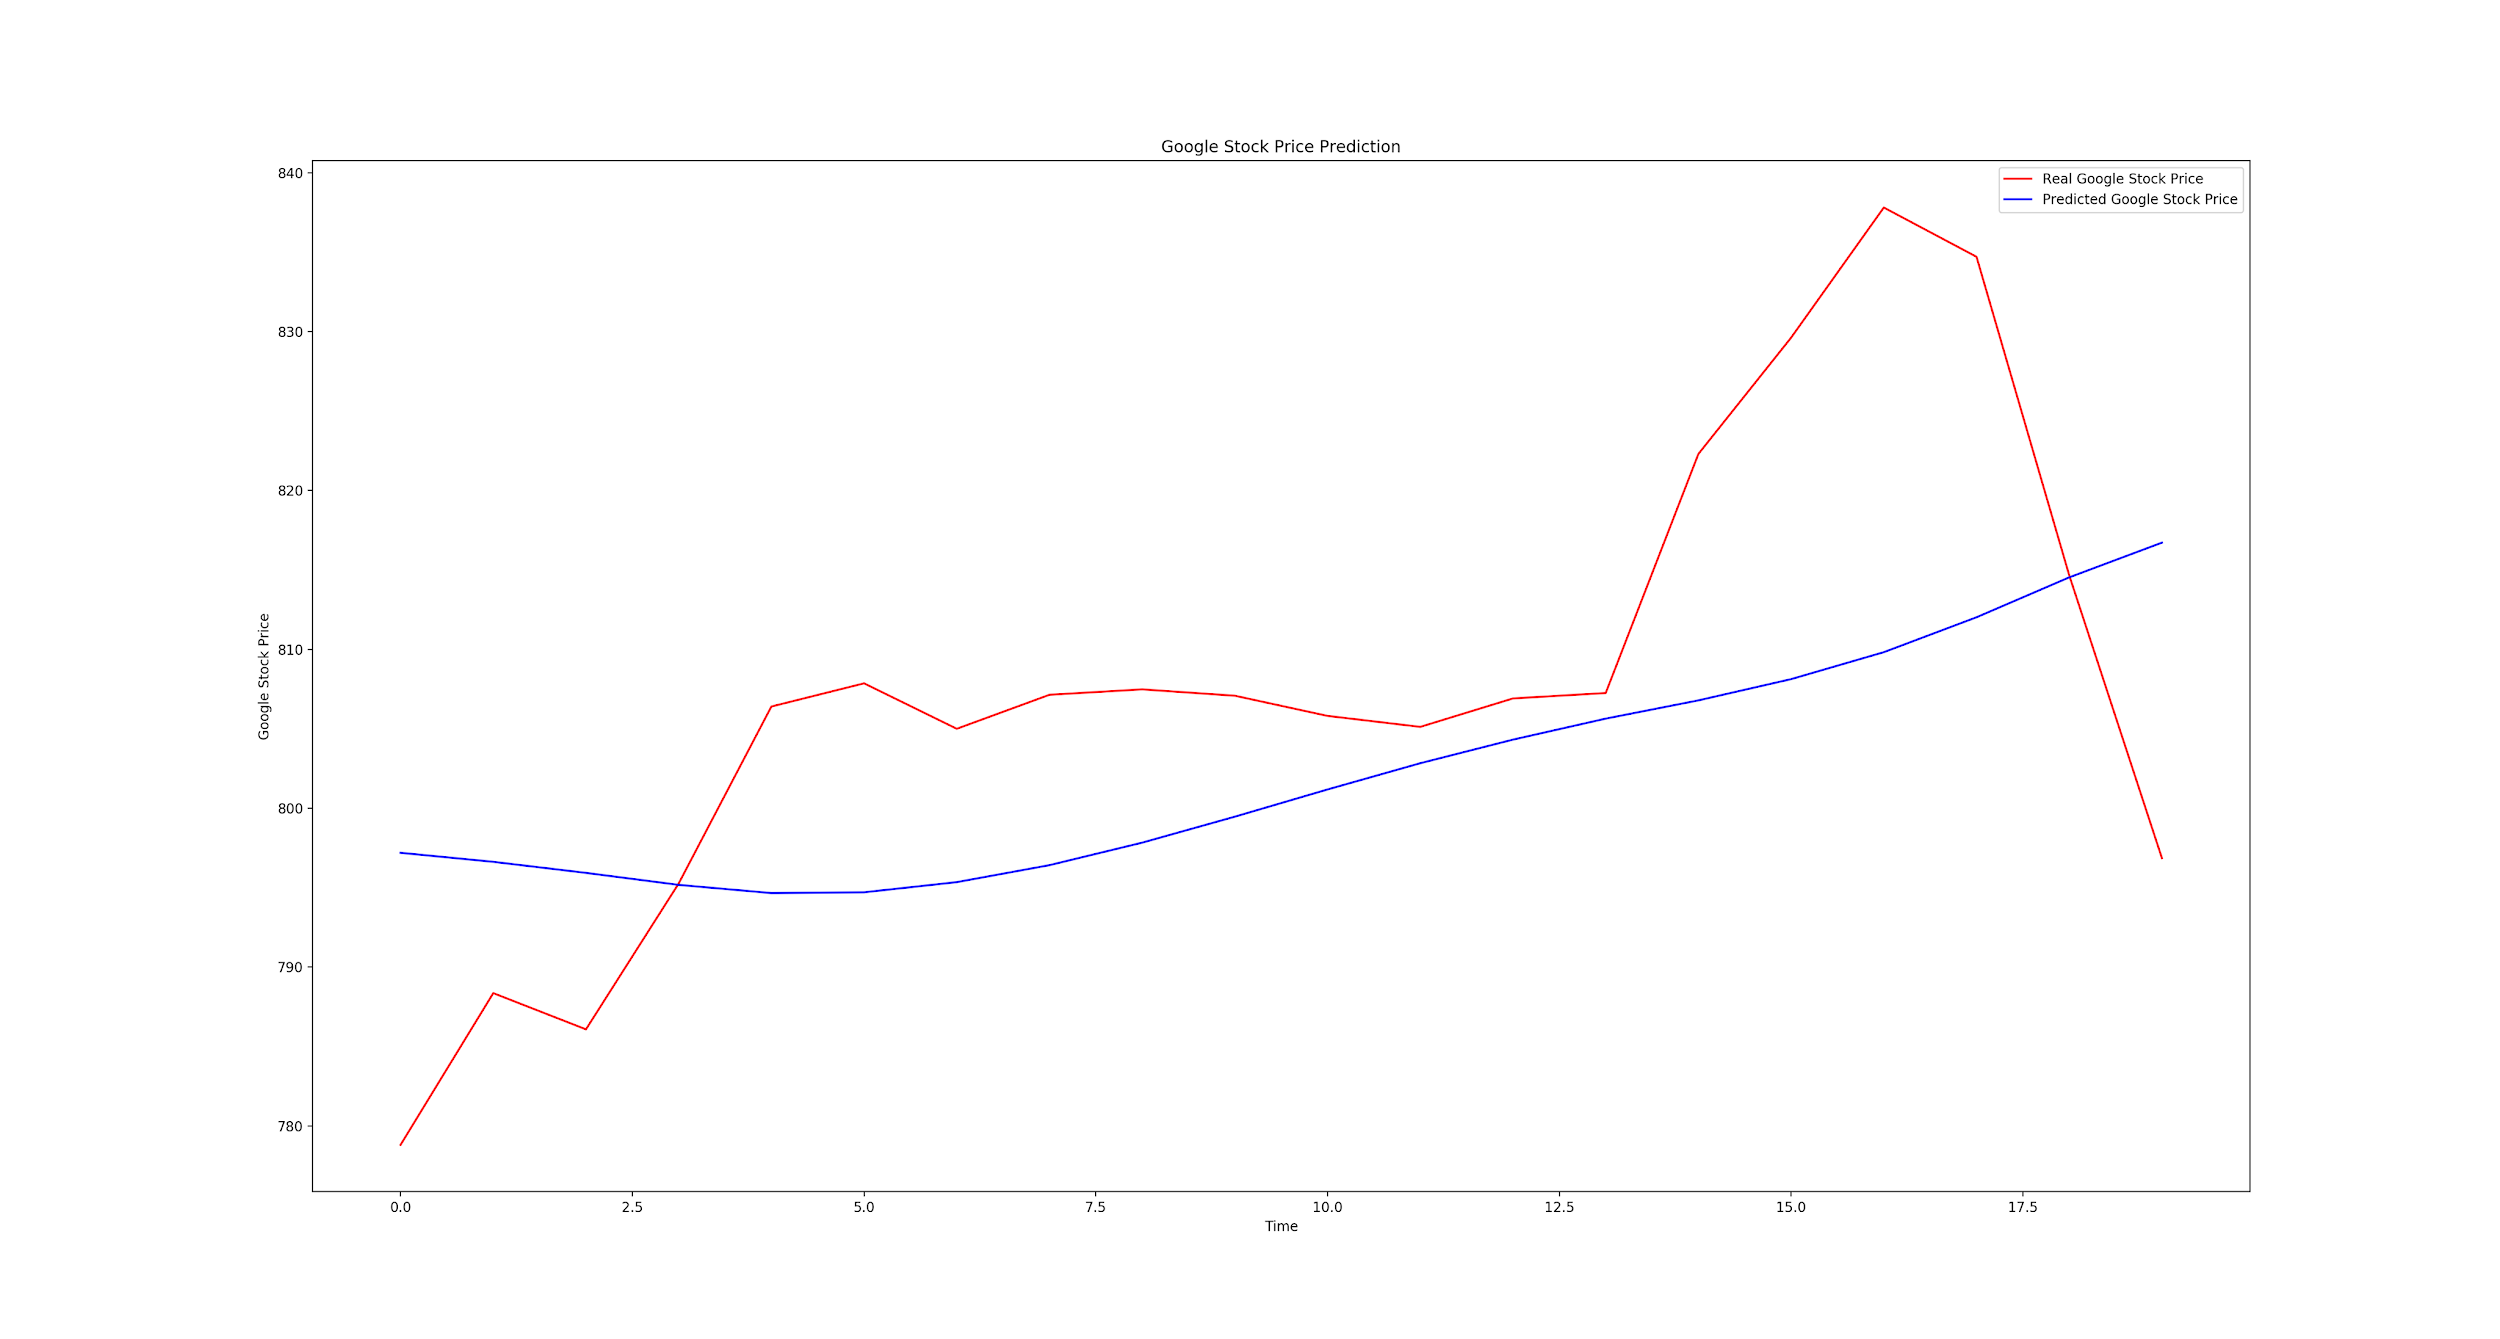 Google Stock Price Prediction
Real Google Stock Price
Predicted Google Stock Price
Google Stock Price
840
830
820
810
800
790
780
0.0 2.5 5.0 7.5 10.0 12.5 15.0 17.5
Time